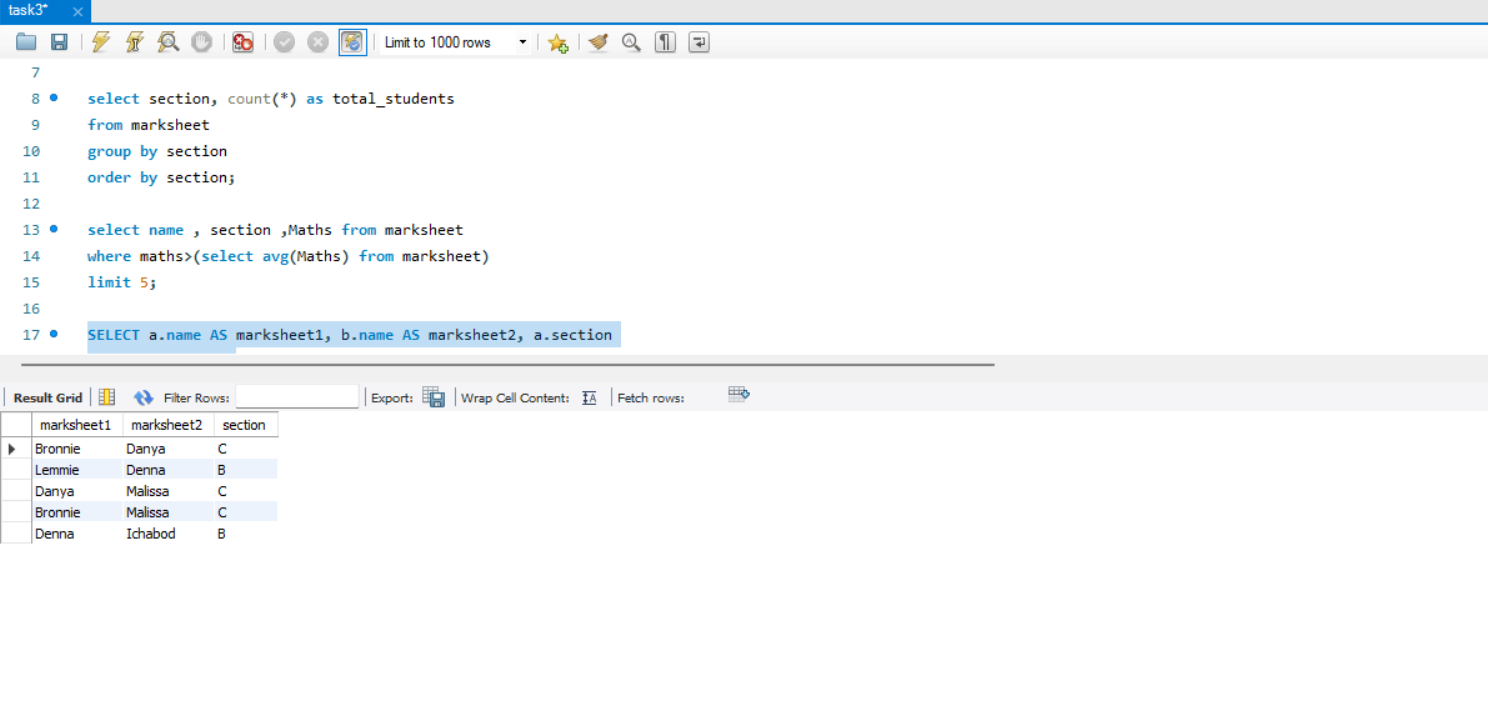 task3*
Limit to 1000 rows
7
8 select section, count(*) as total_students
9 from marksheet
10 group by section
11 order by section;
12
13 select name , section ,Maths from marksheet
14 where maths>(select avg(Maths) from marksheet)
15 limit 5;
16
17 SELECT a.name AS marksheet1, b.name AS marksheet2, a.section
Result Grid Filter Rows: Export: Wrap Cell Content: Fetch rows:
marksheet1 marksheet2 section
Bronnie Danya C
Lemmie Denna B
Danya Malissa C
Bronnie Malissa C
Denna Ichabod B